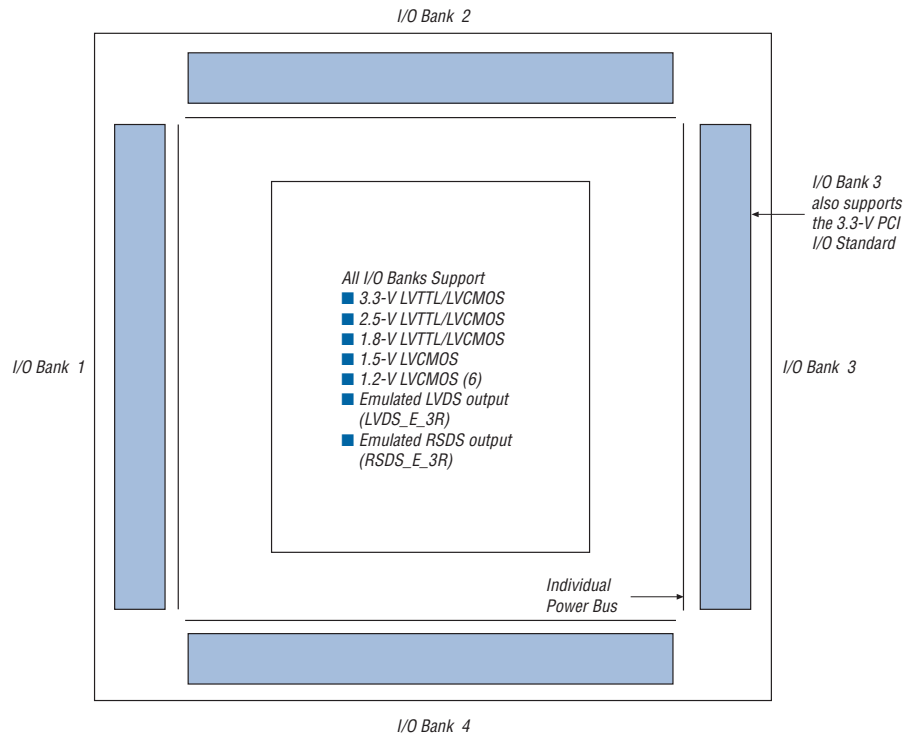 I/O Bank 2
I/O Bank 3
also supports
the 3.3-V PCI
I/O Standard
All I/O Banks Support
■ 3.3-V LVTTL/LVCMOS
■ 2.5-V LVTTL/LVCMOS
■ 1.8-V LVTTL/LVCMOS
■ 1.5-V LVCMOS
■ 1.2-V LVCMOS (6)
■ Emulated LVDS output
(LVDS_E_3R)
■ Emulated RSDS output
(RSDS_E_3R)
I/O Bank 1
I/O Bank 3
Individual
Power Bus
I/O Bank 4